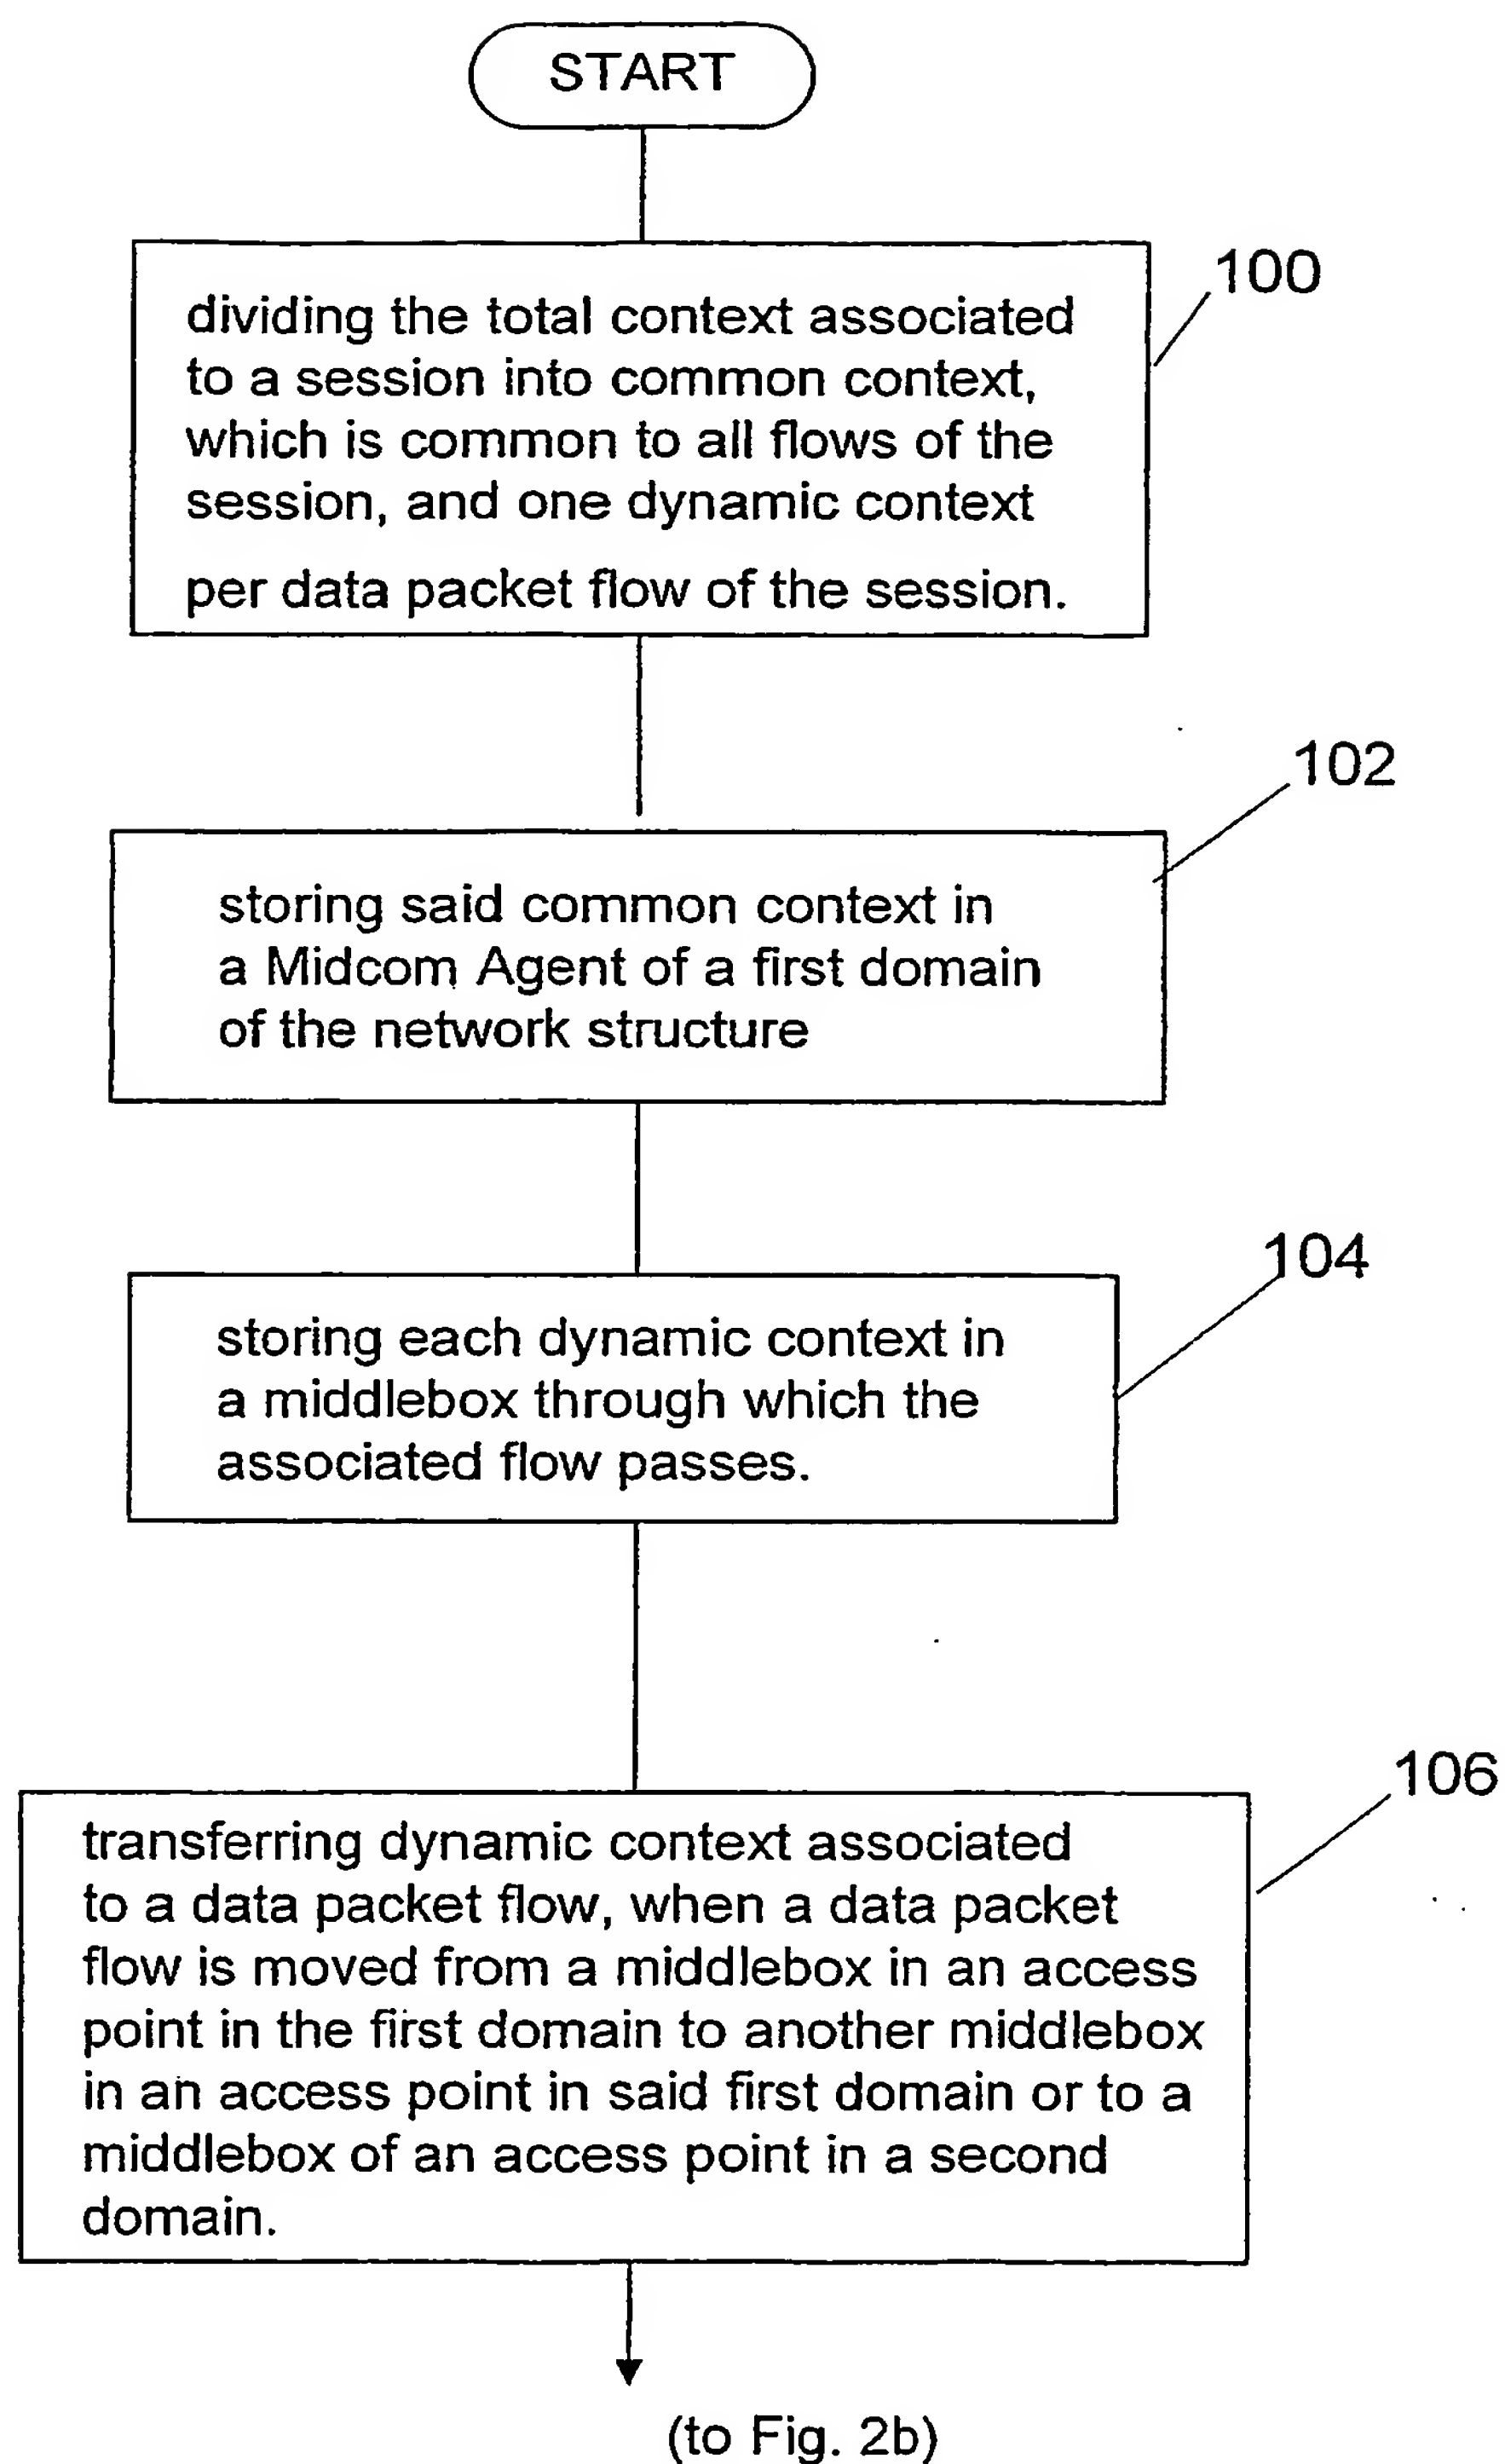 START
100
dividing the total context associated
to a session into common context,
which is common to all flows of the
session, and one dynamic context
per data packet flow of the session.
102
storing said common context in
a Midcom Agent of a first domain
of the network structure
104
storing each dynamic context in
a middlebox through which the
associated flow passes.
106
transferring dynamic context associated
to a data packet flow, when a data packet
flow is moved from a middlebox in an access
point in the first domain to another middlebox
in an access point in said first domain or to a
middlebox of an access point in a second
domain.
(to Fig. 2b)